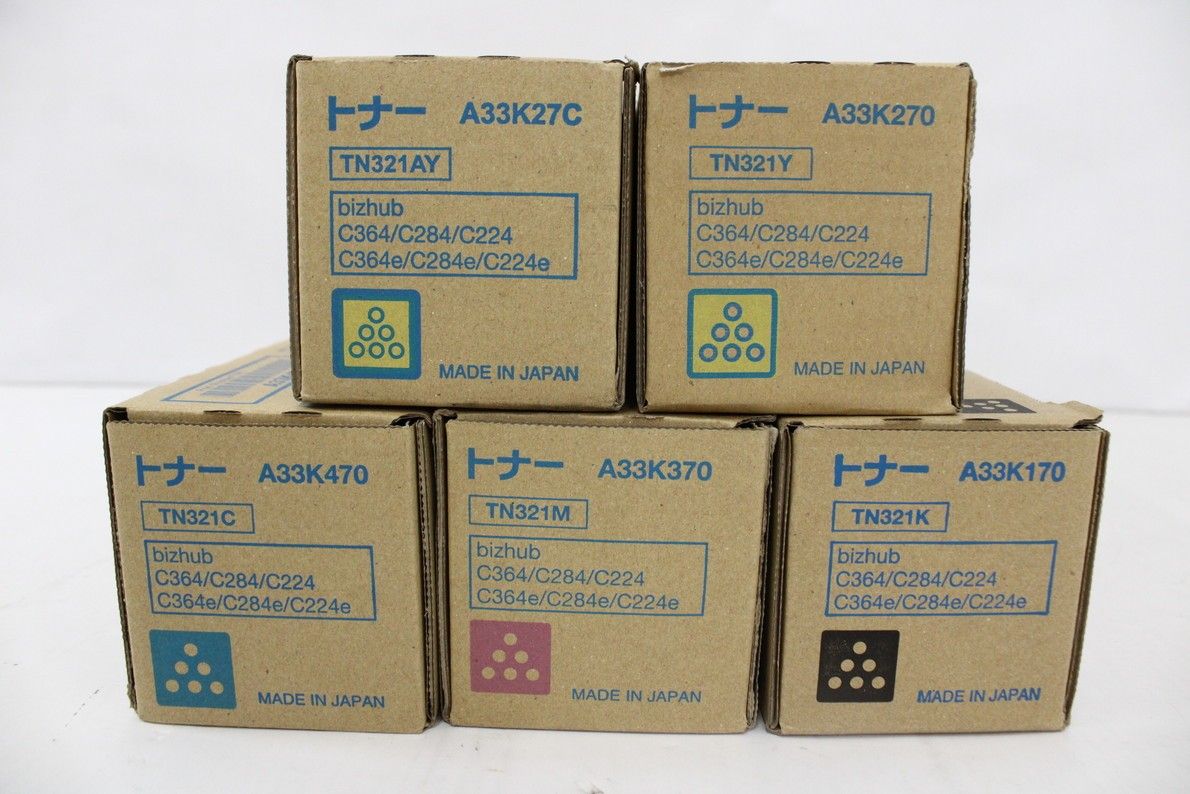 トナー A33K27C
TN321AY
bizhub
C364/C284/C224
C364e/C284e/C224e
MADE IN JAPAN
トナー A33K270
TN321Y
bizhub
C364/C284/C224
C364e/C284e/C224e
MADE IN JAPAN
トナー A33K470
TN321C
bizhub
C364/C284/C224
C364e/C284e/C224e
MADE IN JAPAN
トナー A33K370
TN321M
bizhub
C364/C284/C224
C364e/C284e/C224e
MADE IN JAPAN
トナー A33K170
TN321K
bizhub
C364/C284/C224
C364e/C284e/C224e
MADE IN JAPAN